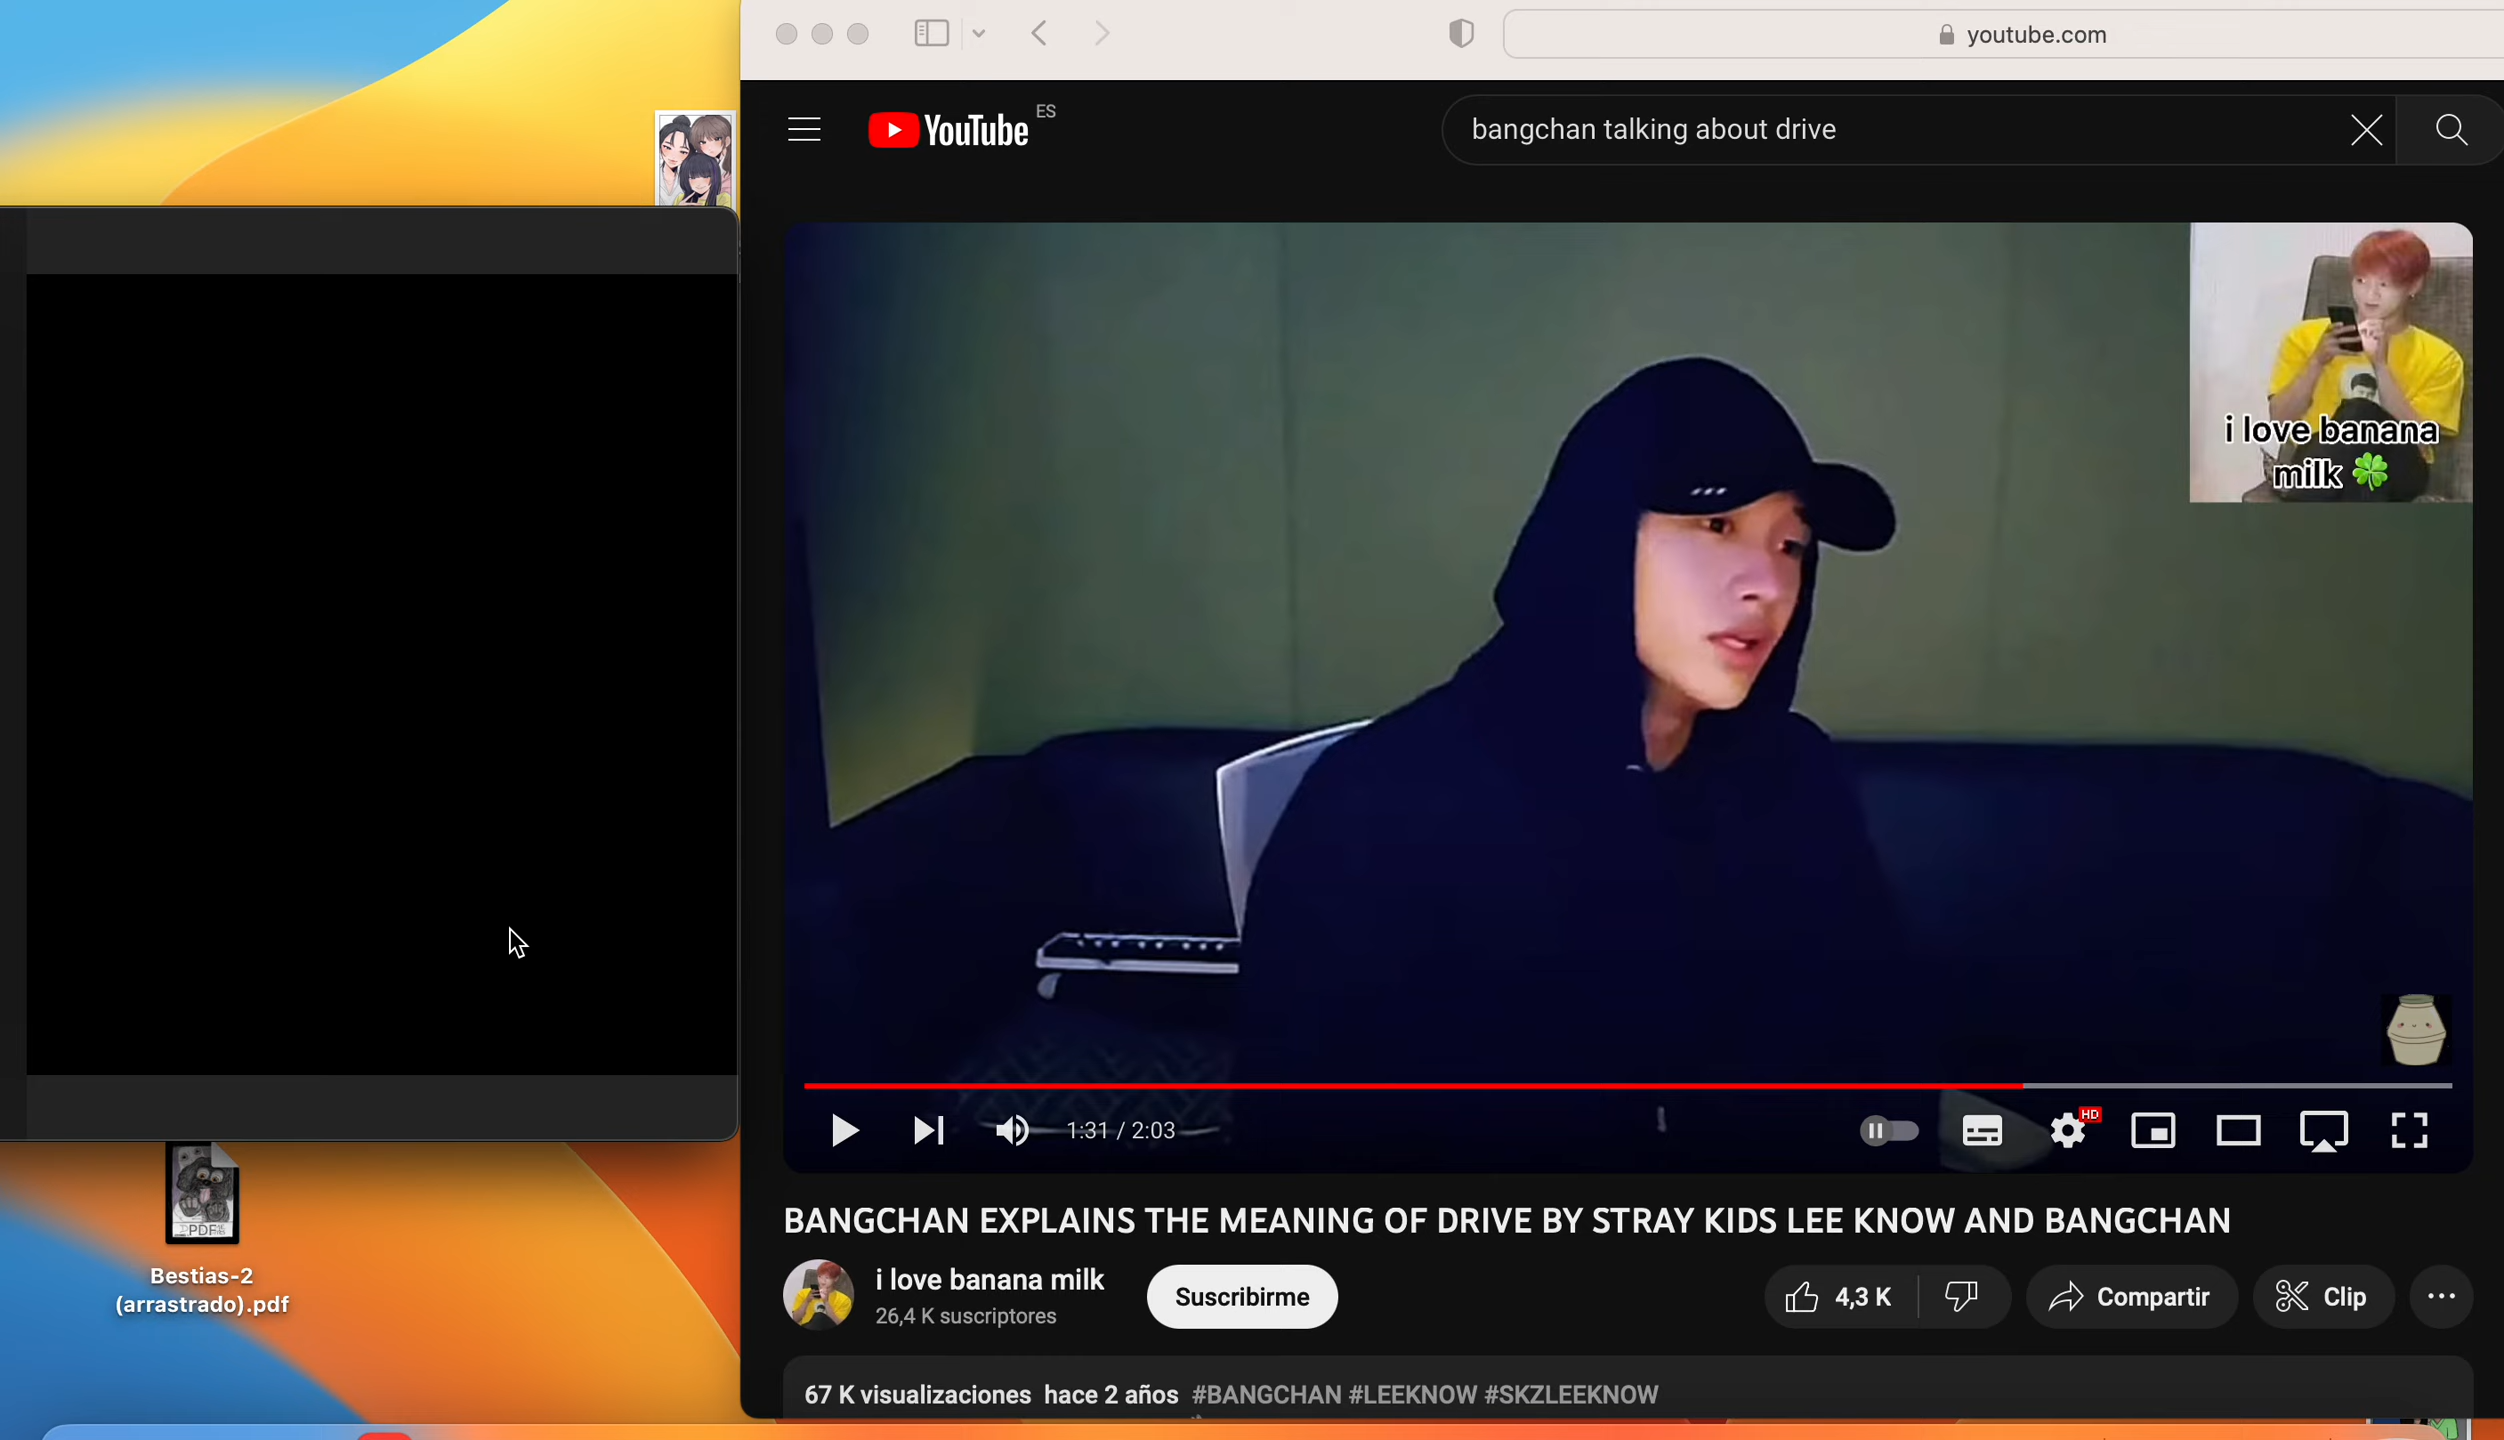 youtube.com
YouTube ES
bangchan talking about drive
i love banana
milk 🍀
1:31 / 2:03
HD
BANGCHAN EXPLAINS THE MEANING OF DRIVE BY STRAY KIDS LEE KNOW AND BANGCHAN
i love banana milk
26,4 K suscriptores
Suscribirme
4,3 K
Compartir
Clip
67 K visualizaciones hace 2 años #BANGCHAN #LEEKNOW #SKZLEEKNOW
PDF
Bestias-2
(arrastrado).pdf